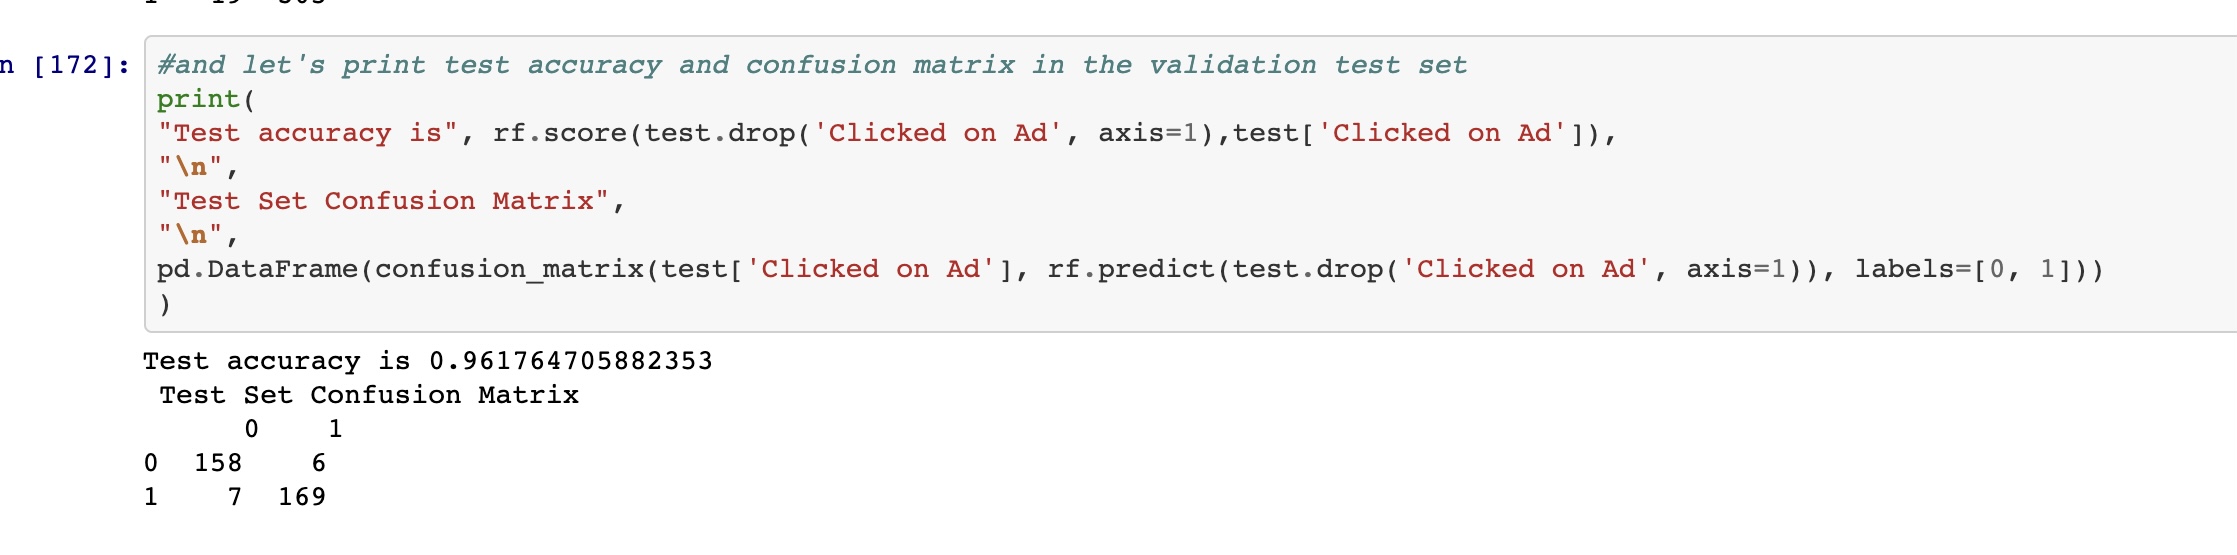 n [172]:
#and let's print test accuracy and confusion matrix in the validation test set
print(
"Test accuracy is", rf.score(test.drop('Clicked on Ad', axis=1),test['Clicked on Ad']),
"\n",
"Test Set Confusion Matrix",
"\n",
pd.DataFrame(confusion_matrix(test['Clicked on Ad'], rf.predict(test.drop('Clicked on Ad', axis=1)), labels=[0, 1]))
)
Test accuracy is 0.961764705882353
Test Set Confusion Matrix
0 1
0 158 6
1 7 169